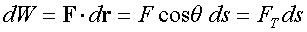 dW = F · dr = F cosθ ds = F_T ds